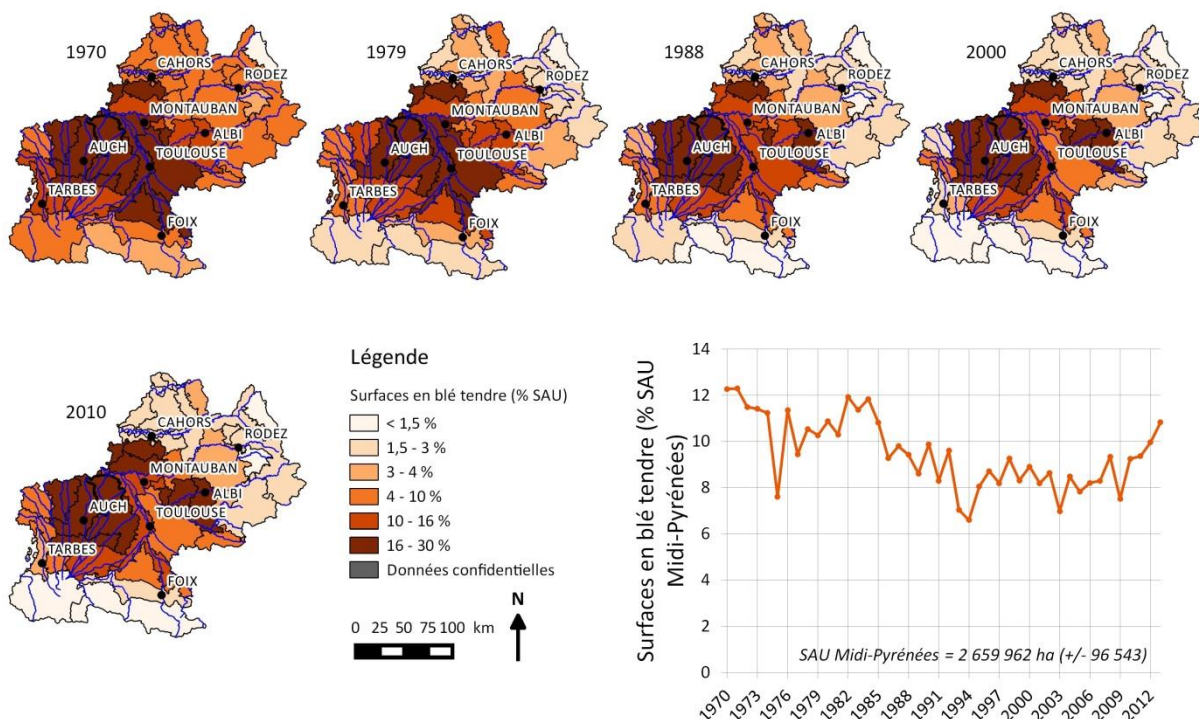 1970
CAHORS
RODEZ
MONTAUBAN
ALBI
AUCH
TOULOUSE
TARBES
FOIX
1979
CAHORS
RODEZ
MONTAUBAN
ALBI
AUCH
TOULOUSE
TARBES
FOIX
1988
CAHORS
RODEZ
MONTAUBAN
ALBI
AUCH
TOULOUSE
TARBES
FOIX
2000
CAHORS
RODEZ
MONTAUBAN
ALBI
AUCH
TOULOUSE
TARBES
FOIX
2010
CAHORS
RODEZ
MONTAUBAN
ALBI
AUCH
TOULOUSE
TARBES
FOIX
Légende
Surfaces en blé tendre (% SAU)
< 1,5 %
1,5 - 3 %
3 - 4 %
4 - 10 %
10 - 16 %
16 - 30 %
Données confidentielles
N
0 25 50 75 100 km
Surfaces en blé tendre (% SAU
Midi-Pyrénées)
14
12
10
8
6
4
2
0
SAU Midi-Pyrénées = 2 659 962 ha (+/- 96 543)
1970 1973 1976 1979 1982 1985 1988 1991 1994 1997 2000 2003 2006 2009 2012